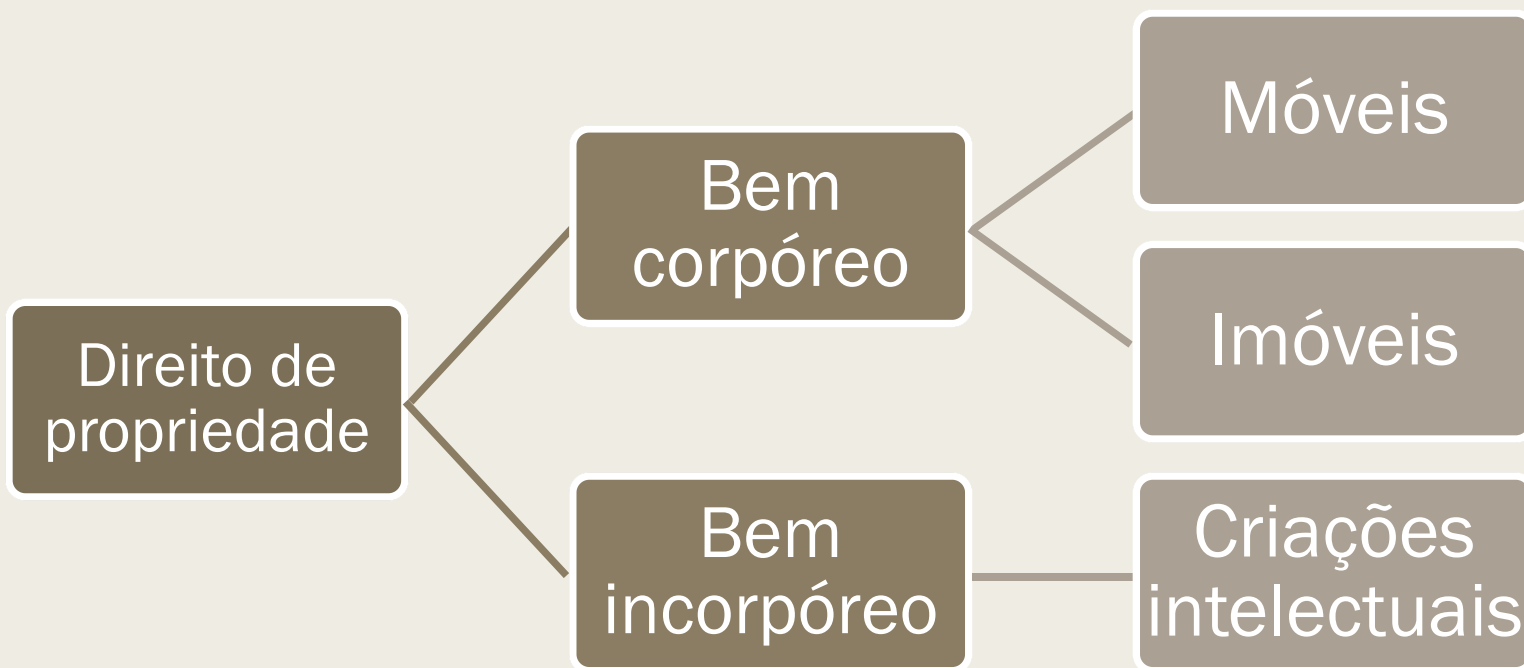 Direito de
propriedade
Bem
corpóreo
Móveis
Imóveis
Bem
incorpóreo
Criações
intelectuais